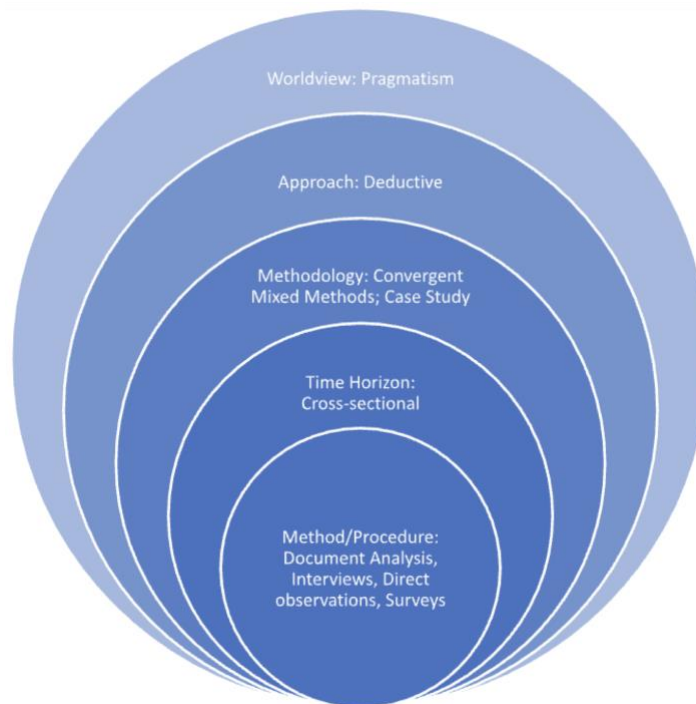 Worldview: Pragmatism
Approach: Deductive
Methodology: Convergent
Mixed Methods; Case Study
Time Horizon:
Cross-sectional
Method/Procedure:
Document Analysis,
Interviews, Direct
observations, Surveys